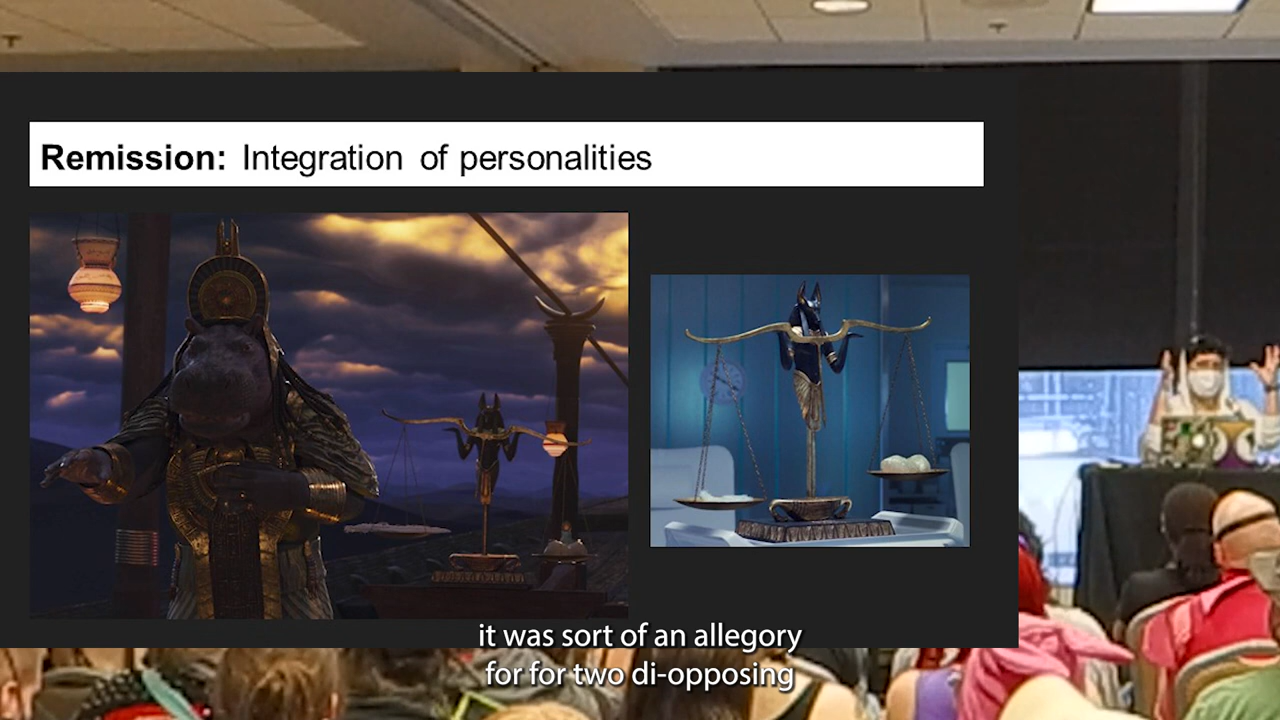 Remission: Integration of personalities
it was sort of an allegory
for for two di-opposing